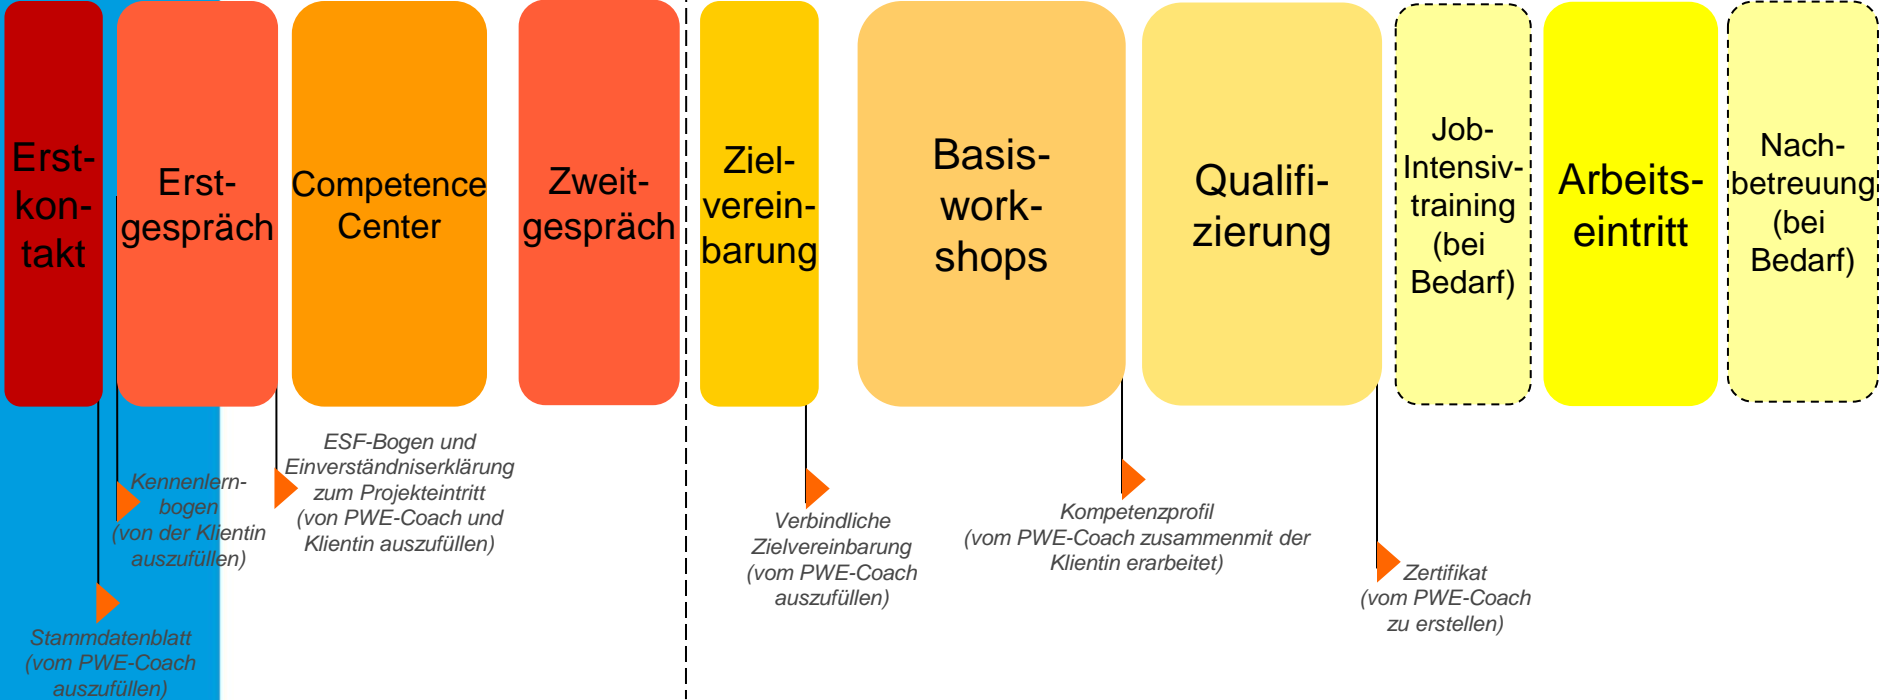 Erst-
kon-
takt
Erst-
gespräch
Competence
Center
Zweit-
gespräch
Ziel-
verein-
barung
Basis-
work-
shops
Qualifi-
zierung
Job-
Intensiv-
training
(bei
Bedarf)
Arbeits-
eintritt
Nach-
betreuung
(bei
Bedarf)
Stammdatenblatt
(vom PWE-Coach
auszufüllen)
Kennenlern-
bogen
(von der Klientin
auszufüllen)
ESF-Bogen und
Einverständniserklärung
zum Projekteintritt
(von PWE-Coach und
Klientin auszufüllen)
Verbindliche
Zielvereinbarung
(vom PWE-Coach
auszufüllen)
Kompetenzprofil
(vom PWE-Coach zusammenmit der
Klientin erarbeitet)
Zertifikat
(vom PWE-Coach
zu erstellen)